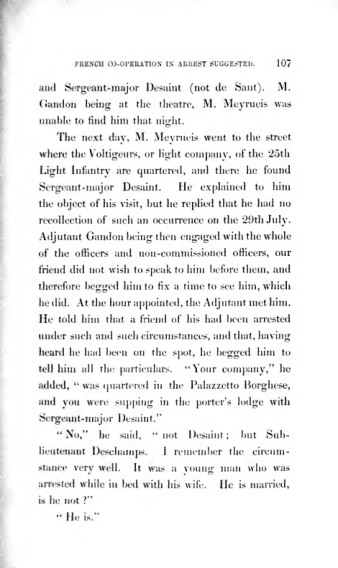 FRENCH CO-OPERATION IN ARREST SUGGESTED. 107
and Sergeant-major Desaint (not de Sant). M.
Gandon being at the theatre, M. Meyrueis was
unable to find him that night.
The next day, M. Meyrueis went to the street
where the Voltigeurs, or light company, of the 25th
Light Infantry are quartered, and there he found
Sergeant-major Desaint. He explained to him
the object of his visit, but he replied that he had no
recollection of such an occurrence on the 29th July.
Adjutant Gandon being then engaged with the whole
of the officers and non-commissioned officers, our
friend did not wish to speak to him before them, and
therefore begged him to fix a time to see him, which
he did. At the hour appointed, the Adjutant met him.
He told him that a friend of his had been arrested
under such and such circumstances, and that, having
heard he had been on the spot, he begged him to
tell him all the particulars. "Your company," he
added, "was quartered in the Palazzetto Borghese,
and you were supping in the porter's lodge with
Sergeant-major Desaint."
"No," he said, "not Desaint; but Sub-
lieutenant Deschamps. I remember the circum-
stance very well. It was a young man who was
arrested while in bed with his wife. He is married,
is he not?"
"He is."